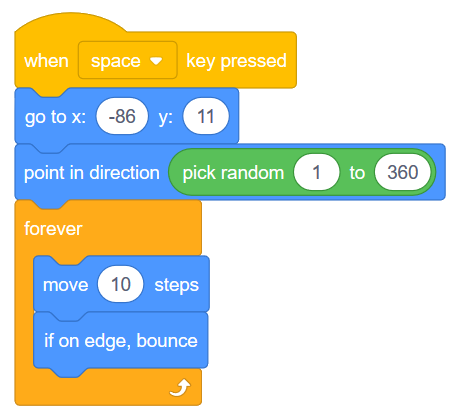 when space key pressed
go to x: -86 y: 11
point in direction pick random 1 to 360
forever
move 10 steps
if on edge, bounce